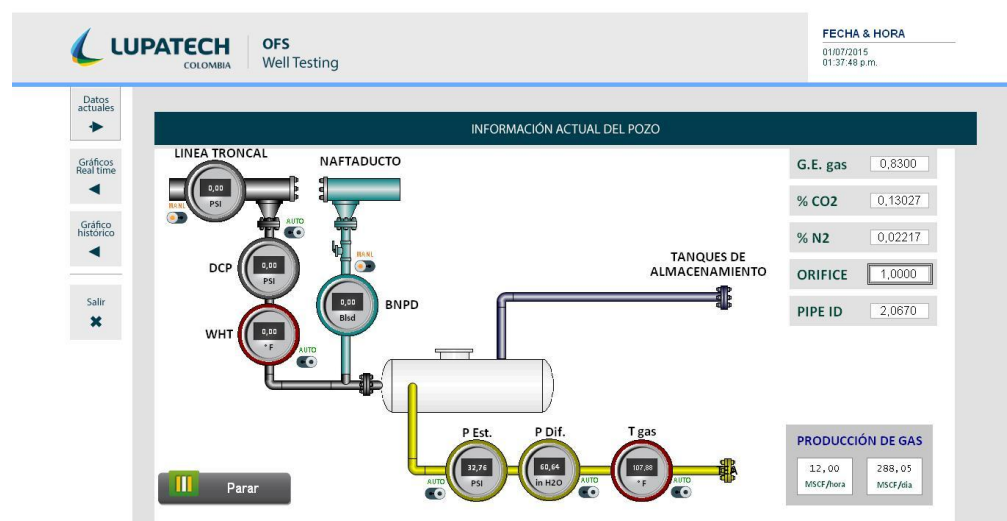 LUPATECH
COLOMBIA
OFS
Well Testing
FECHA & HORA
01/07/2015
01:37:48 p.m.
Datos
actuales
Gráficos
Real time
Gráfico
histórico
Salir
INFORMACIÓN ACTUAL DEL POZO
LINEA TRONCAL
0,00
PSI
MANL
AUTO
DCP
0,00
PSI
WHT
0,00
° F
AUTO
NAFTADUCTO
MANL
0,00
Blsd
BNPD
TANQUES DE
ALMACENAMIENTO
P Est.
32,76
PSI
AUTO
P Dif.
60,64
in H2O
AUTO
T gas
107,88
° F
AUTO
G.E. gas 0,8300
% CO2 0,13027
% N2 0,02217
ORIFICE 1,0000
PIPE ID 2,0670
PRODUCCIÓN DE GAS
12,00 288,05
MSCF/hora MSCF/dia
Parar